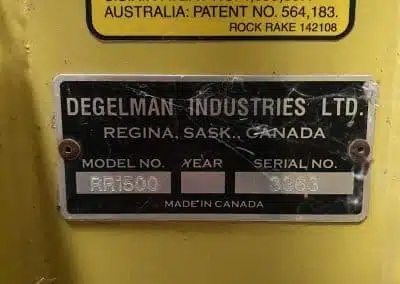 AUSTRALIA: PATENT NO. 564,183.
ROCK RAKE 142108
DEGELMAN INDUSTRIES LTD.
REGINA, SASK., CANADA
MODEL NO. YEAR SERIAL NO.
RR1500 3363
MADE IN CANADA